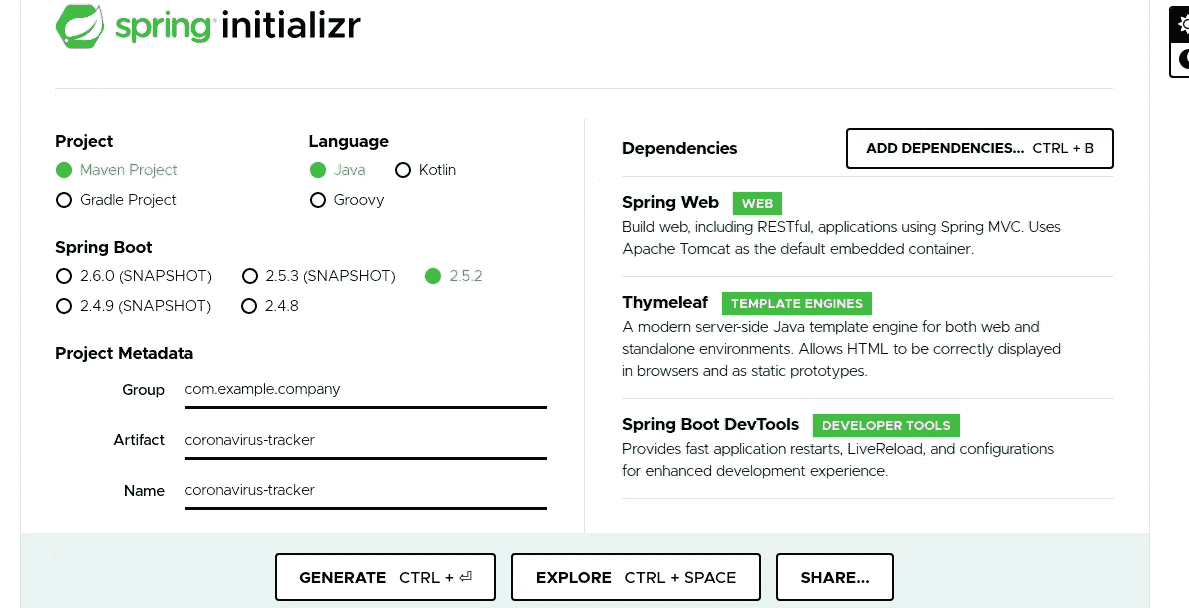 spring initializr
Project
Language
Maven Project
Java
Kotlin
Gradle Project
Groovy
Spring Boot
2.6.0 (SNAPSHOT)
2.5.3 (SNAPSHOT)
2.5.2
2.4.9 (SNAPSHOT)
2.4.8
Project Metadata
Group com.example.company
Artifact coronavirus-tracker
Name coronavirus-tracker
Dependencies
ADD DEPENDENCIES... CTRL + B
Spring Web WEB
Build web, including RESTful, applications using Spring MVC. Uses
Apache Tomcat as the default embedded container.
Thymeleaf TEMPLATE ENGINES
A modern server-side Java template engine for both web and
standalone environments. Allows HTML to be correctly displayed
in browsers and as static prototypes.
Spring Boot DevTools DEVELOPER TOOLS
Provides fast application restarts, LiveReload, and configurations
for enhanced development experience.
GENERATE CTRL + ⏎
EXPLORE CTRL + SPACE
SHARE...